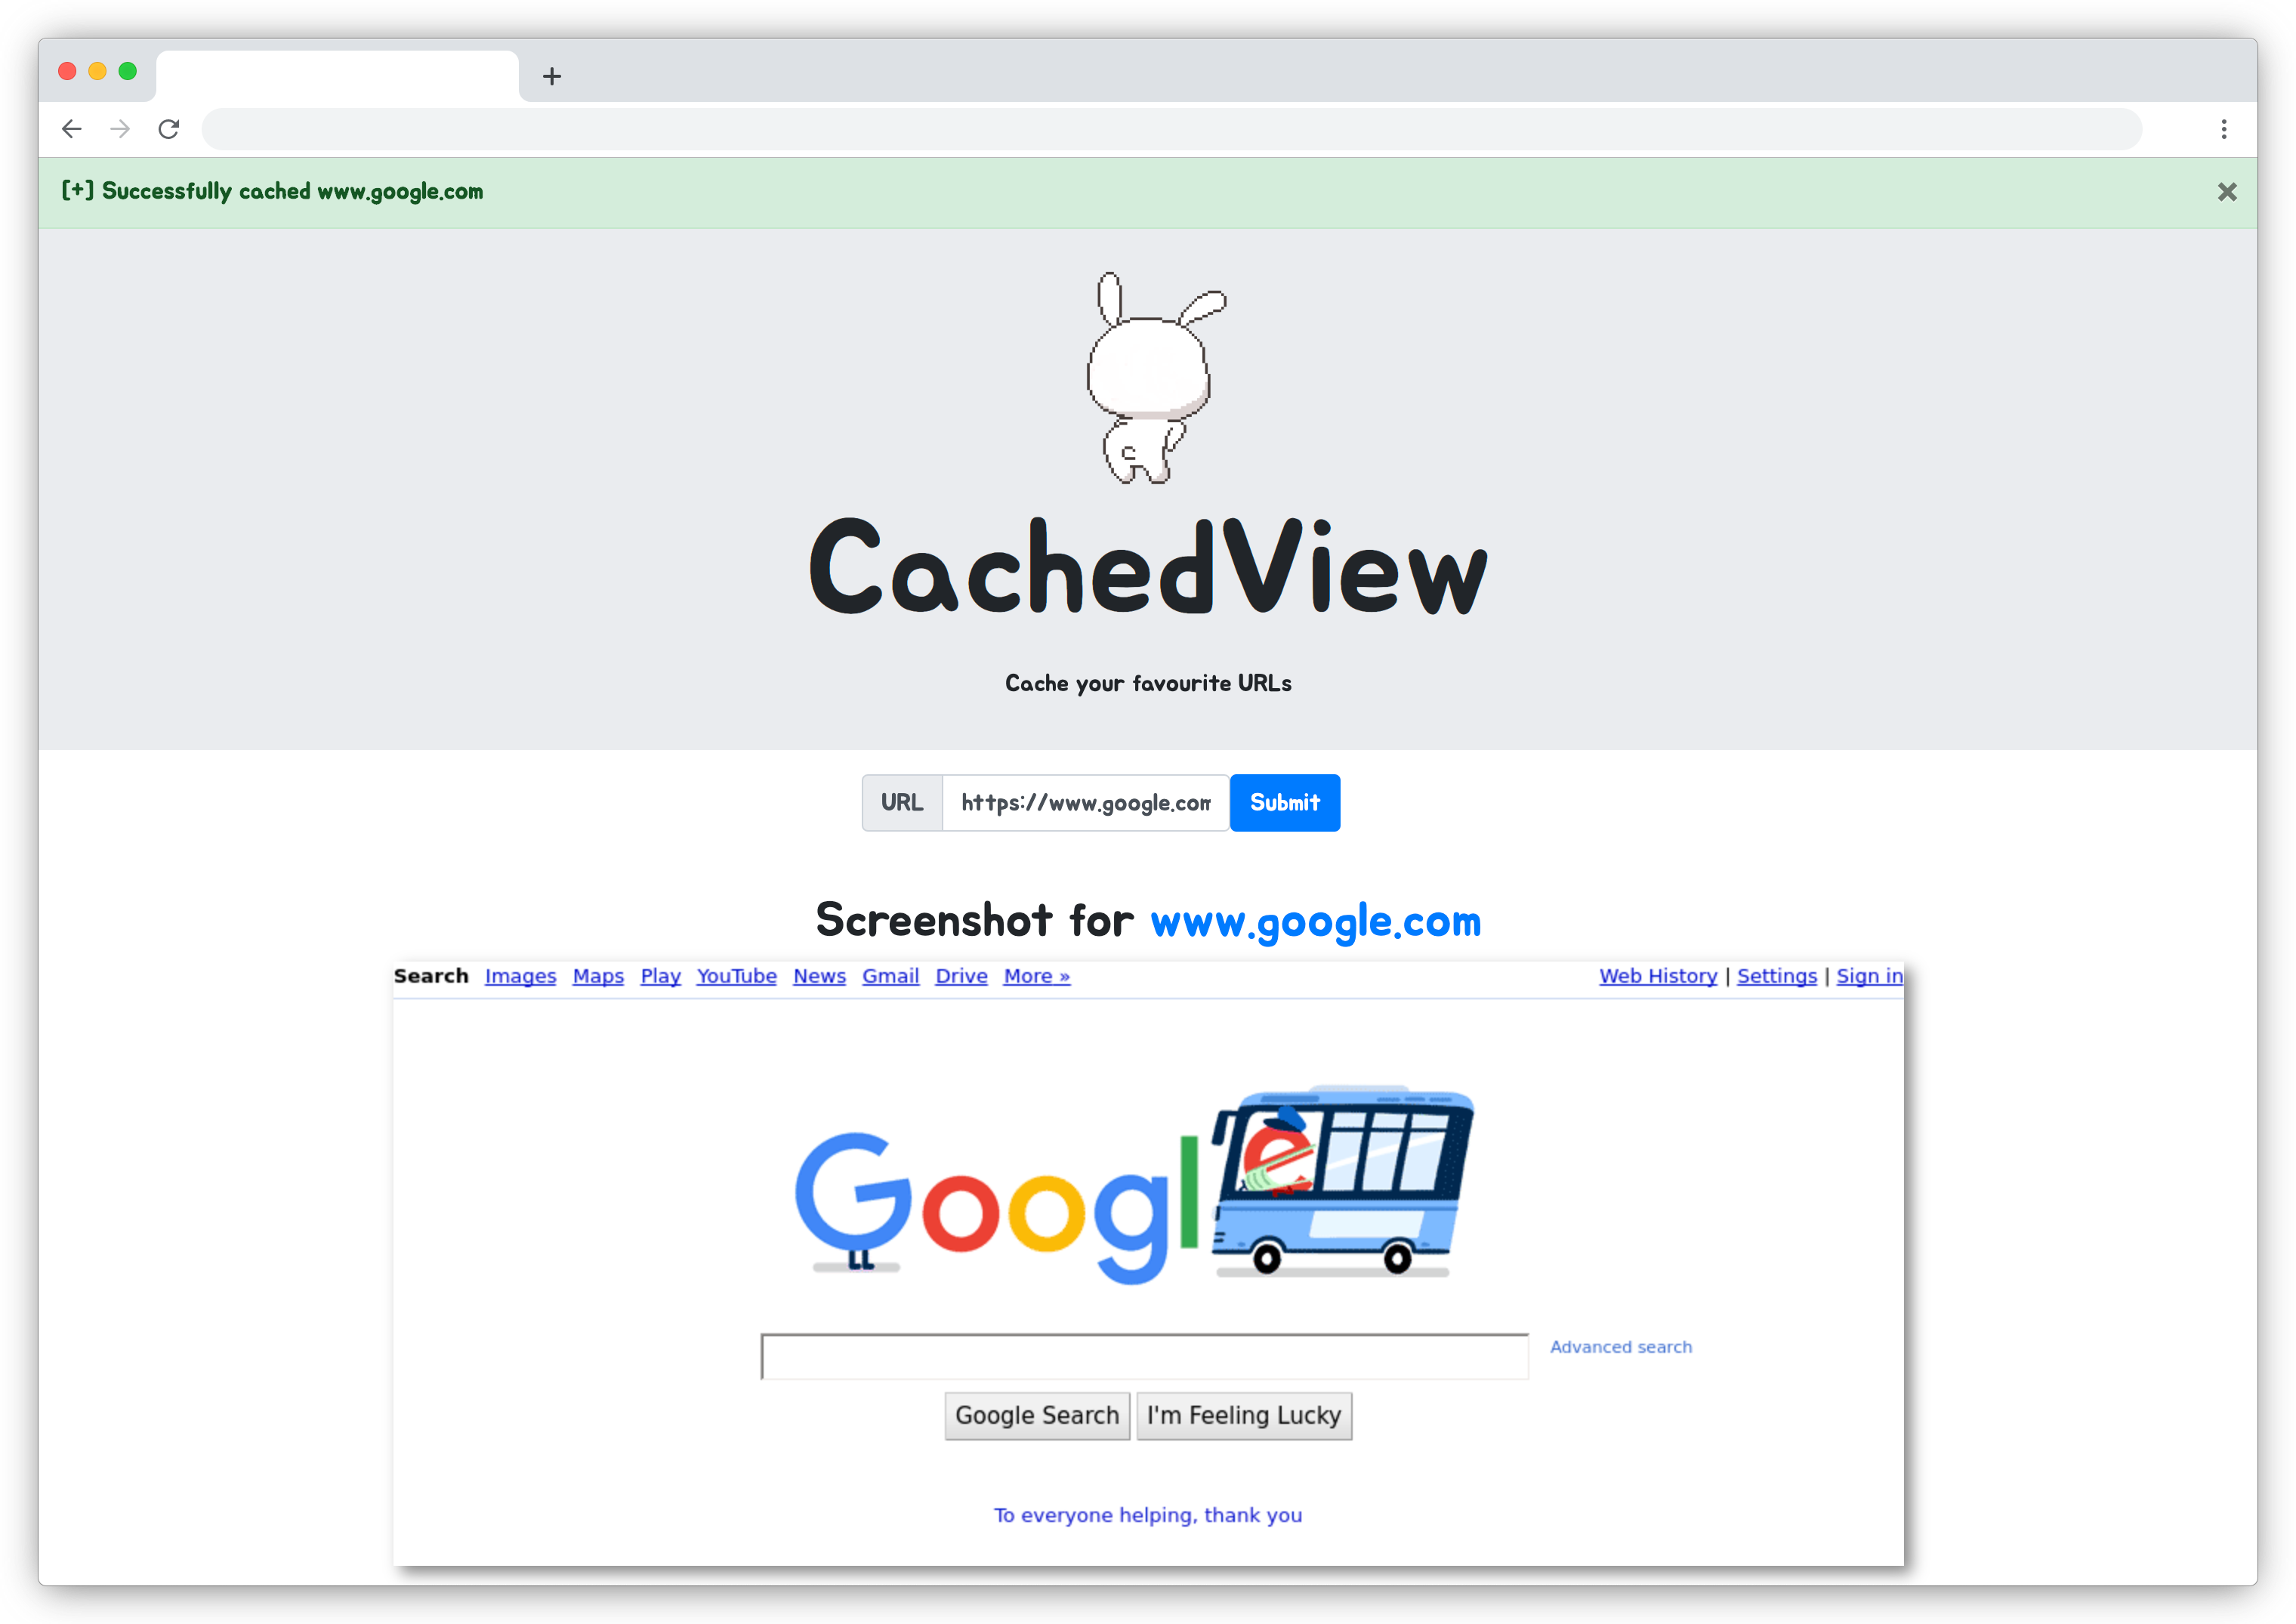 [+] Successfully cached www.google.com
CachedView
Cache your favourite URLs
URL https://www.google.com Submit
Screenshot for www.google.com
Search Images Maps Play YouTube News Gmail Drive More » Web History | Settings | Sign in
Google
Advanced search
Google Search I'm Feeling Lucky
To everyone helping, thank you